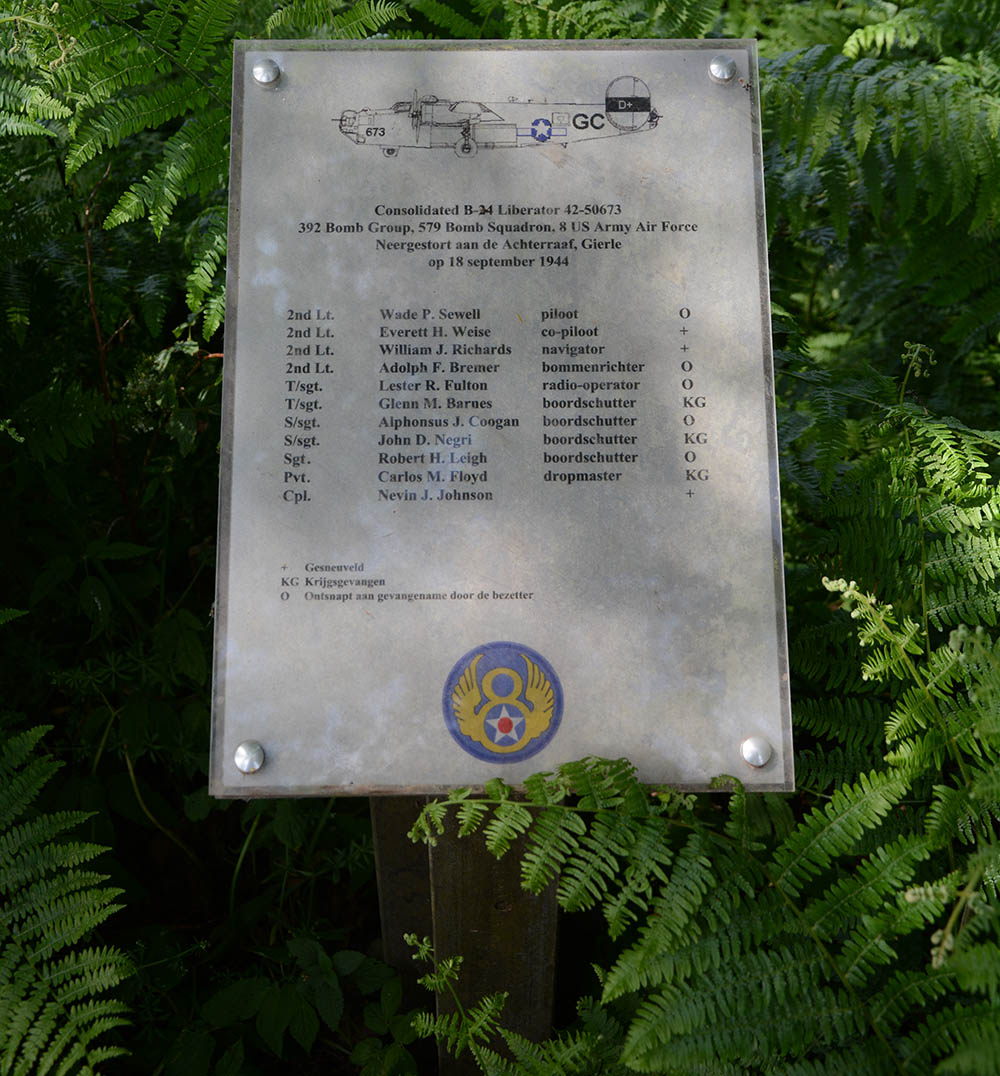 673 GC D+
Consolidated B-24 Liberator 42-50673
392 Bomb Group, 579 Bomb Squadron, 8 US Army Air Force
Neergestort aan de Achterraaf, Gierle
op 18 september 1944
2nd Lt. Wade P. Sewell piloot O
2nd Lt. Everett H. Weise co-piloot +
2nd Lt. William J. Richards navigator +
2nd Lt. Adolph F. Bremer bommenrichter O
T/sgt. Lester R. Fulton radio-operator O
T/sgt. Glenn M. Barnes boordschutter KG
S/sgt. Alphonsus J. Coogan boordschutter O
S/sgt. John D. Negri boordschutter KG
Sgt. Robert H. Leigh boordschutter O
Pvt. Carlos M. Floyd dropmaster KG
Cpl. Nevin J. Johnson +
+ Gesneuveld
KG Krijgsgevangen
O Ontsnapt aan gevangename door de bezetter
8